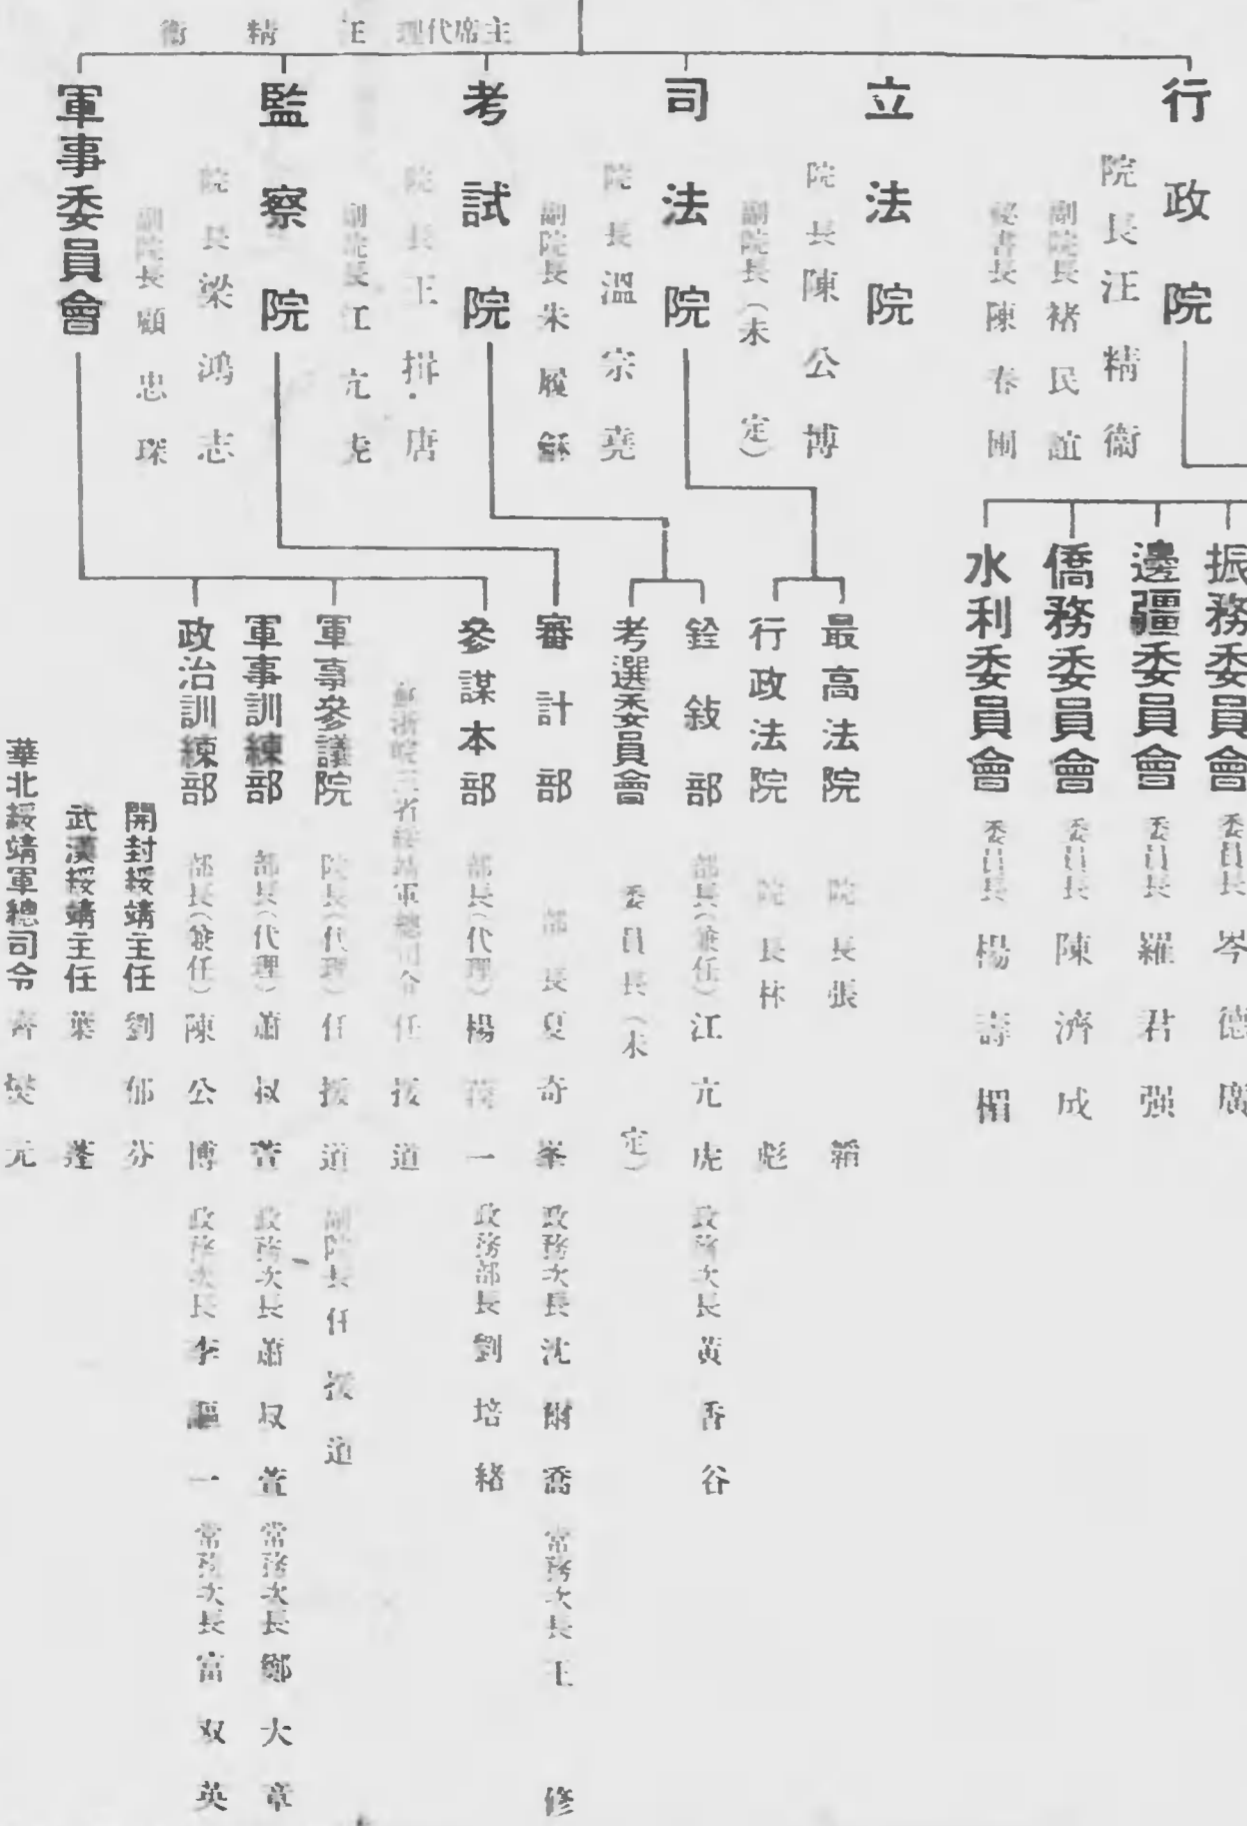 主席代理 汪精衛
行政院
院長汪精衞
副院長褚民誼
秘書長陳春圃
立法院
院長陳公博
副院長（未定）
司法院
院長溫宗堯
副院長朱履龢
考試院
院長王揖·唐
副院長江亢虎
監察院
院長梁鴻志
副院長顧忠琛
軍事委員會
振務委員會 委員長 岑德廣
邊疆委員會 委員長 羅君强
僑務委員會 委員長 陳濟成
水利委員會 委員長 楊壽楣
最高法院 院長張韜
行政法院 院長林彪
銓敍部 部長（兼任）江亢虎 政務次長黃香谷
考選委員會 委員長（未定）
審計部 部長夏奇峯 政務次長沈爾喬 常務次長王修
參謀本部 部長（代理）楊 一 政務部長劉培緒
蘇浙皖三省綏靖軍總司令 任援道
軍事參議院 院長（代理）任援道 副院長任援道
軍事訓練部 部長（代理）蕭叔萱 政務次長蕭叔萱 常務次長鄭大章
政治訓練部 部長（兼任）陳公博 政務次長李謳一 常務次長富双英
開封綏靖主任 劉郁芬
武漢綏靖主任 葉蓬
華北綏靖軍總司令 齊燮元